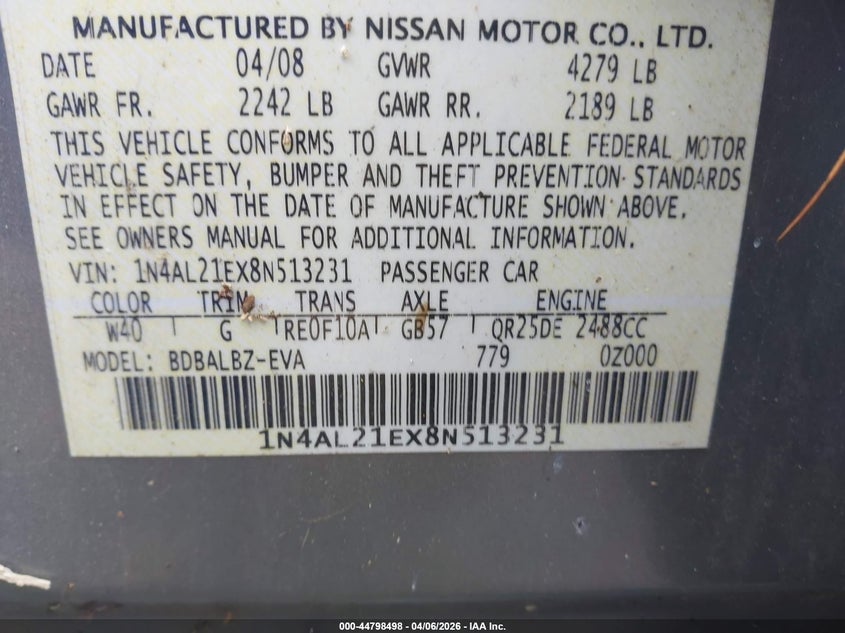 MANUFACTURED BY NISSAN MOTOR CO., LTD.
DATE 04/08 GVWR 4279 LB
GAWR FR. 2242 LB GAWR RR. 2189 LB
THIS VEHICLE CONFORMS TO ALL APPLICABLE FEDERAL MOTOR
VEHICLE SAFETY, BUMPER AND THEFT PREVENTION STANDARDS
IN EFFECT ON THE DATE OF MANUFACTURE SHOWN ABOVE.
SEE OWNERS MANUAL FOR ADDITIONAL INFORMATION.
VIN: 1N4AL21EX8N513231 PASSENGER CAR
COLOR TRIM TRANS AXLE ENGINE
W40 G RE0F10A GB57 QR25DE 2488CC
MODEL: BDBALBZ-EVA 779 0Z000
1N4AL21EX8N513231
000-44798498 - 04/06/2026 - IAA Inc.